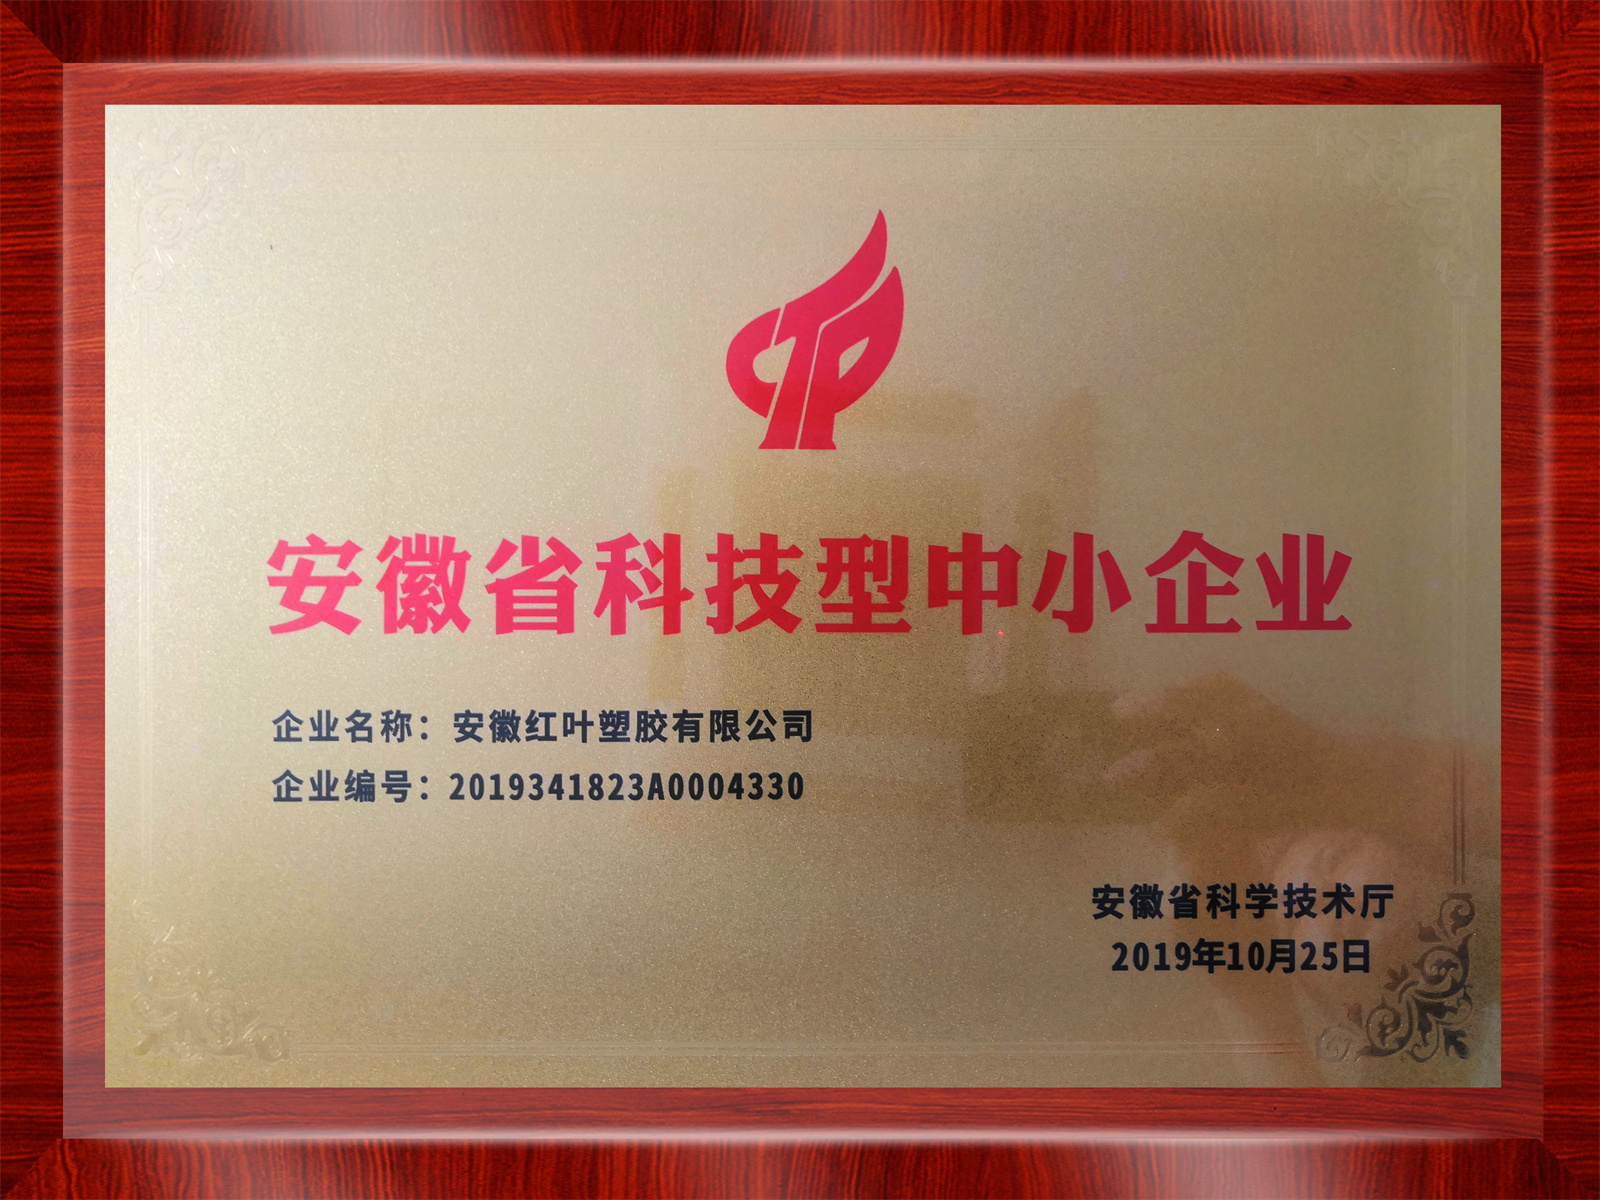 安徽省科技型中小企业
企业名称：安徽红叶塑胶有限公司
企业编号：2019341823A0004330
安徽省科学技术厅
2019年10月25日